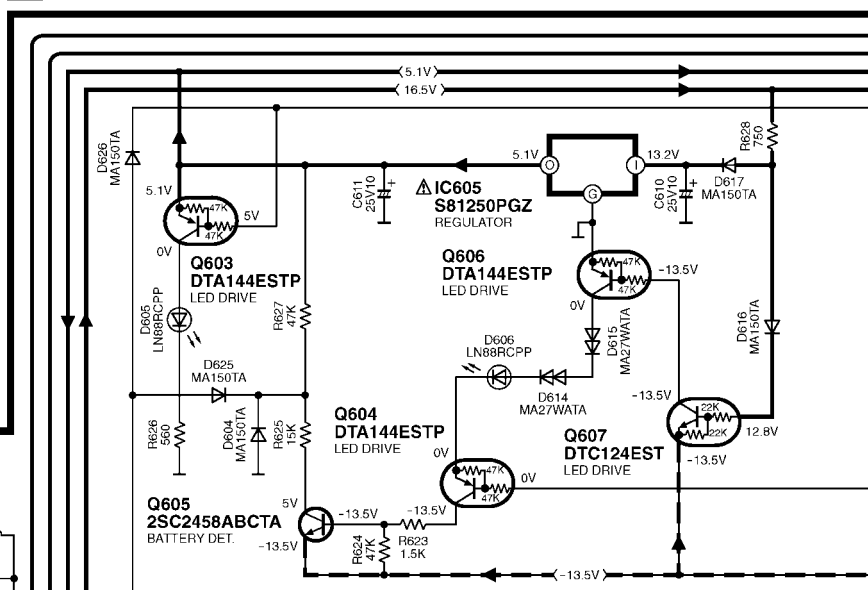 5.1V
16.5V
D626
MA150TA
5.1V
47K
47K
5V
0V
Q603
DTA144ESTP
LED DRIVE
C611
25V10
+
⚠ IC605
S81250PGZ
REGULATOR
5.1V
O
I
G
13.2V
C610
25V10
+
D617
MA150TA
R628
750
Q606
DTA144ESTP
LED DRIVE
47K
47K
-13.5V
0V
D605
LN88RCPP
R627
47K
D606
LN88RCPP
D615
MA27WATA
D616
MA150TA
D625
MA150TA
D614
MA27WATA
-13.5V
22K
22K
12.8V
-13.5V
R626
560
D604
MA150TA
R625
15K
Q604
DTA144ESTP
LED DRIVE
Q607
DTC124EST
LED DRIVE
0V
47K
47K
0V
Q605
2SC2458ABCTA
BATTERY DET.
5V
-13.5V
-13.5V
-13.5V
R624
47K
R623
1.5K
-13.5V